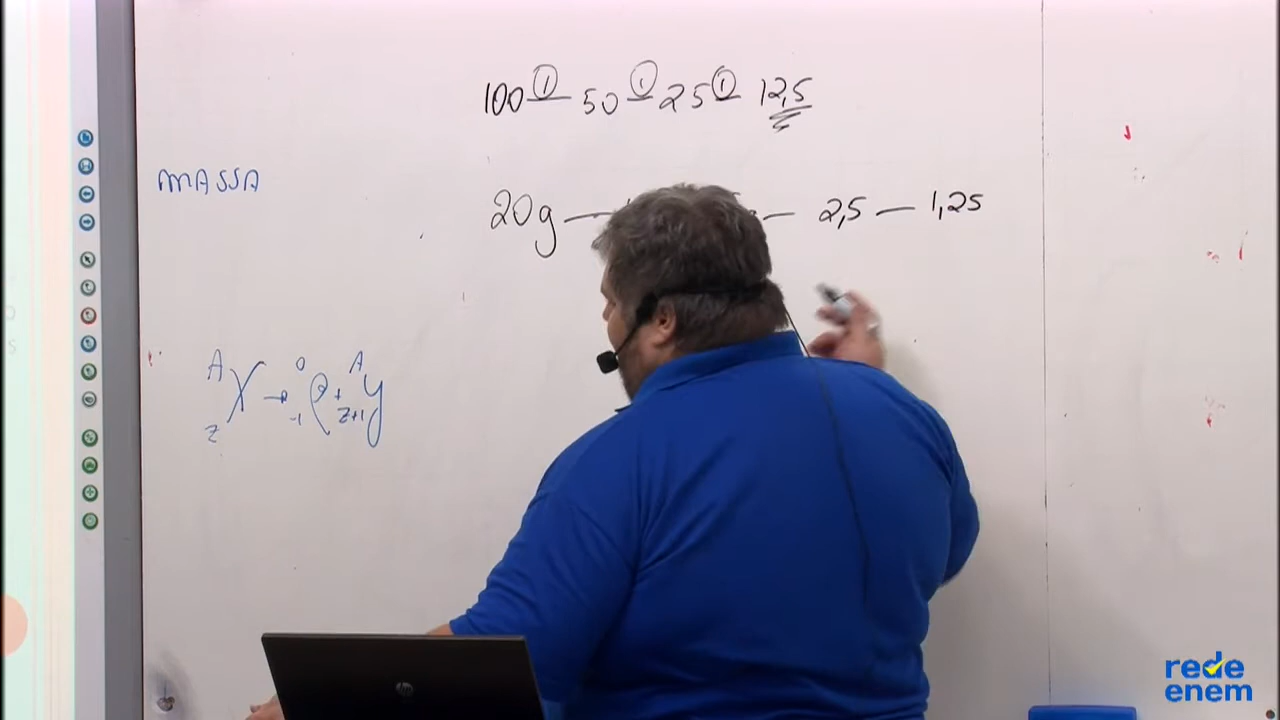 100 — 1 50 — 1 25 — 1 12,5
MASSA
20g — — 2,5 — 1,25
A X Z → 0 -1 e + A Z+1 y
rede
enem
hp